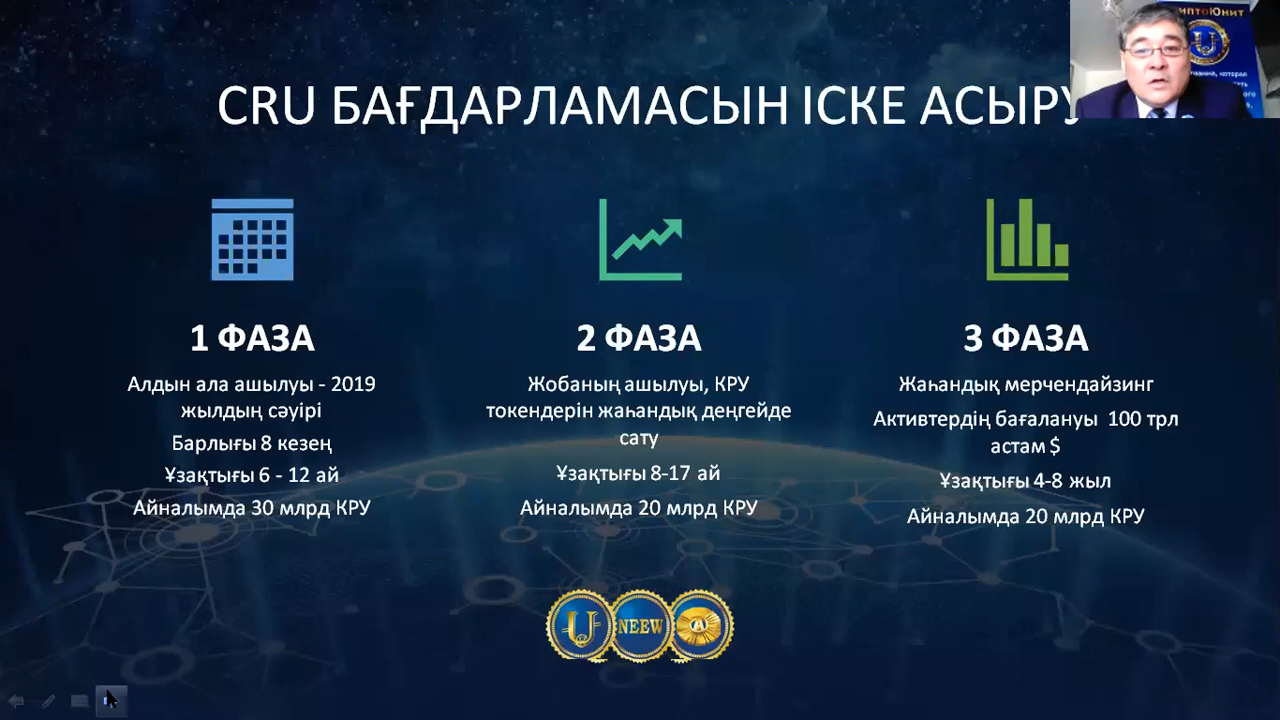 CRU БАҒДАРЛАМАСЫН ІСКЕ АСЫРУ
1 ФАЗА
Алдын ала ашылуы - 2019
жылдың сәуірі
Барлығы 8 кезең
Ұзақтығы 6 - 12 ай
Айналымда 30 млрд КРУ
2 ФАЗА
Жобаның ашылуы, КРУ
токендерін жаһандық деңгейде
сату
Ұзақтығы 8-17 ай
Айналымда 20 млрд КРУ
3 ФАЗА
Жаһандық мерчендайзинг
Активтердің бағалануы 100 трл
астам $
Ұзақтығы 4-8 жыл
Айналымда 20 млрд КРУ
NEEW